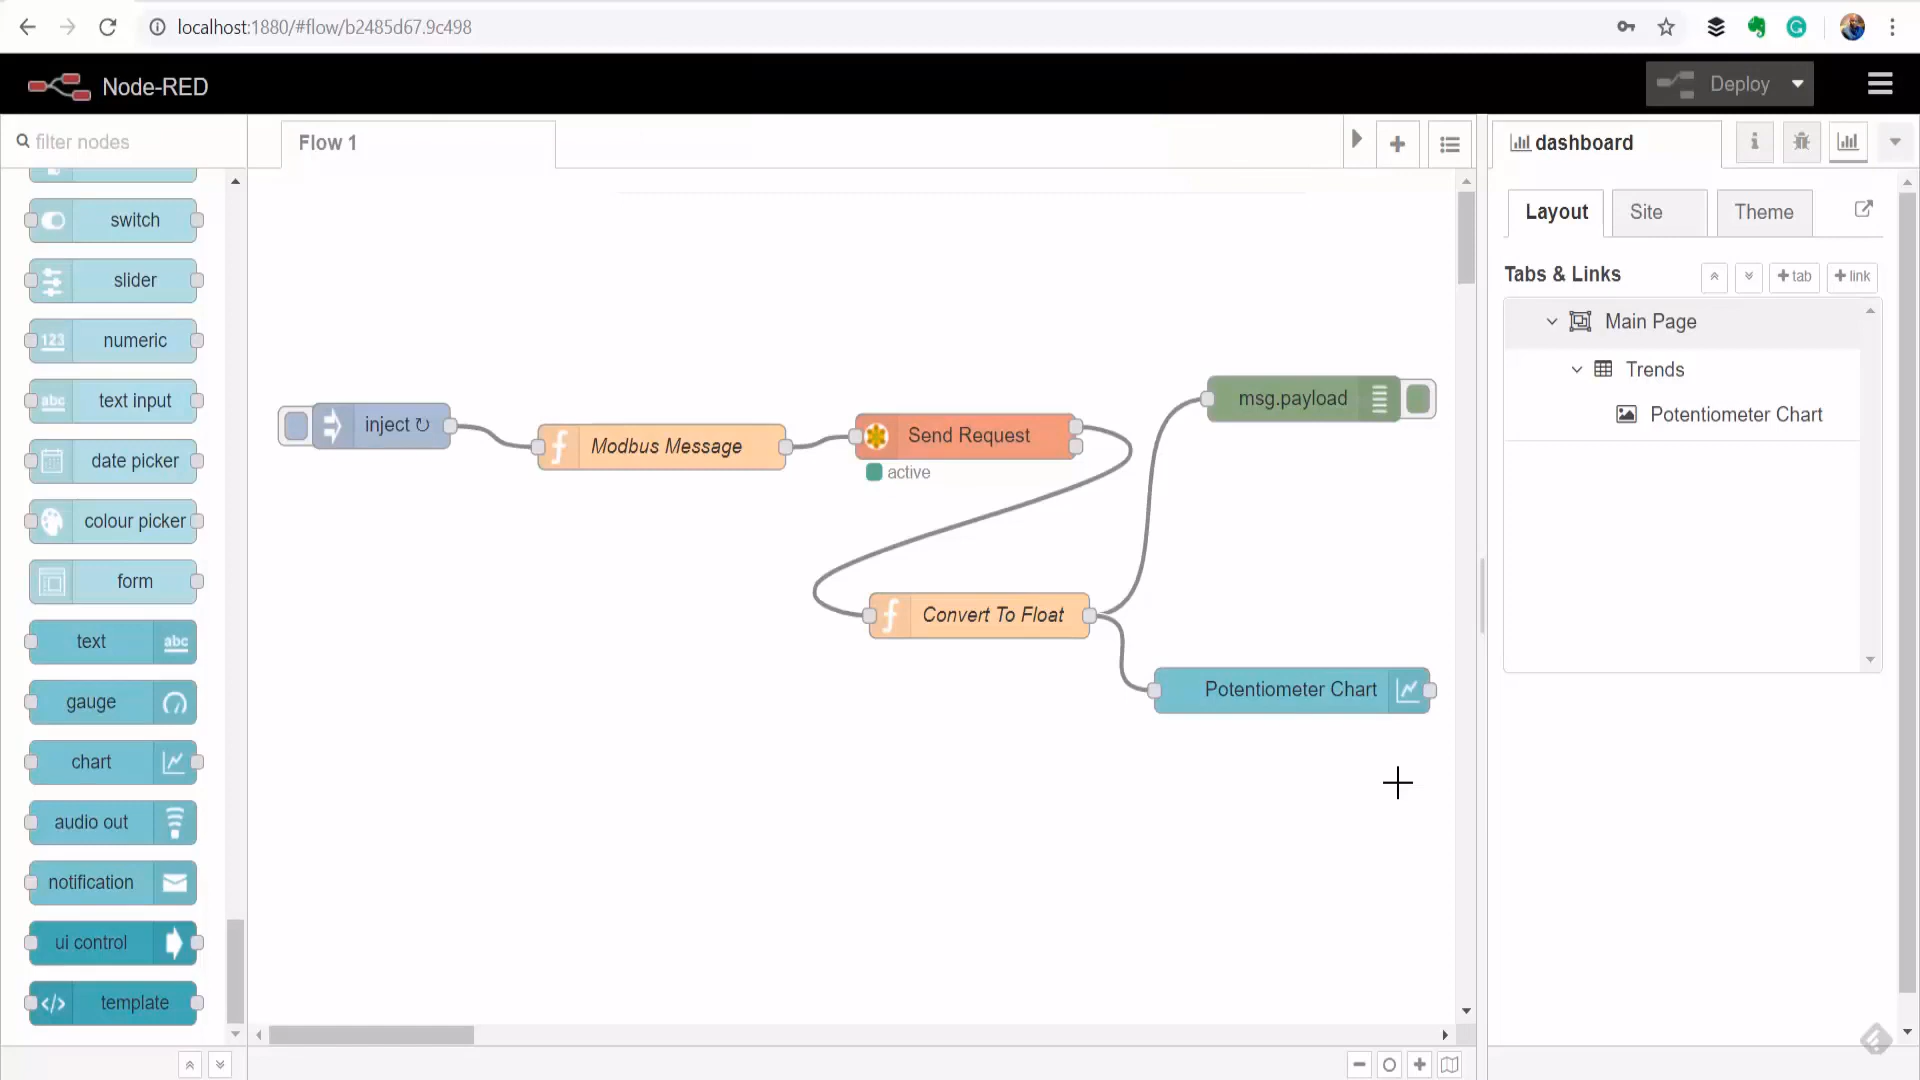 localhost:1880/#flow/b2485d67.9c498
Node-RED
Deploy
filter nodes
Flow 1
dashboard
i
switch
slider
123 numeric
abc text input
date picker
colour picker
form
text abc
gauge
chart
audio out
notification
ui control
</> template
inject ↻
f Modbus Message
Send Request
active
msg.payload
f Convert To Float
Potentiometer Chart
Layout
Site
Theme
Tabs & Links
+ tab
+ link
Main Page
Trends
Potentiometer Chart